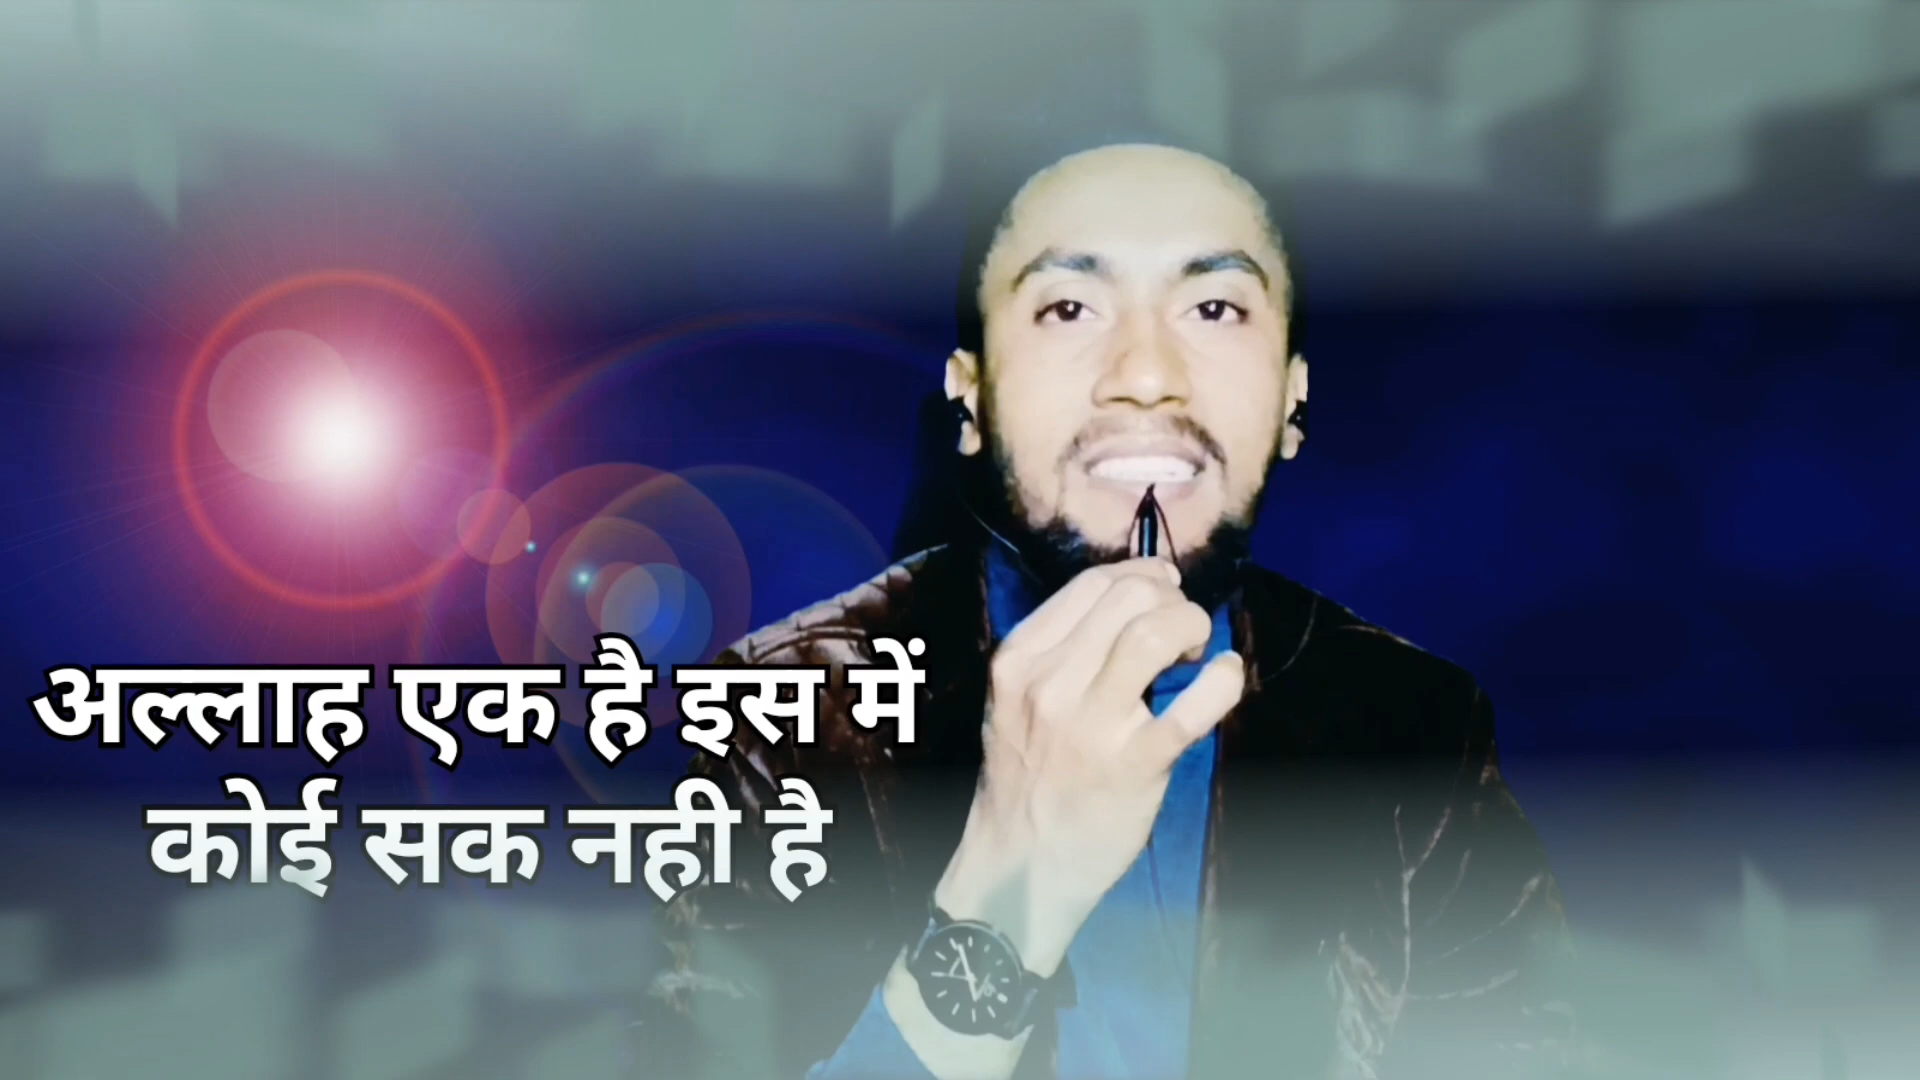 अल्लाह एक है इस में
कोई सक नही है